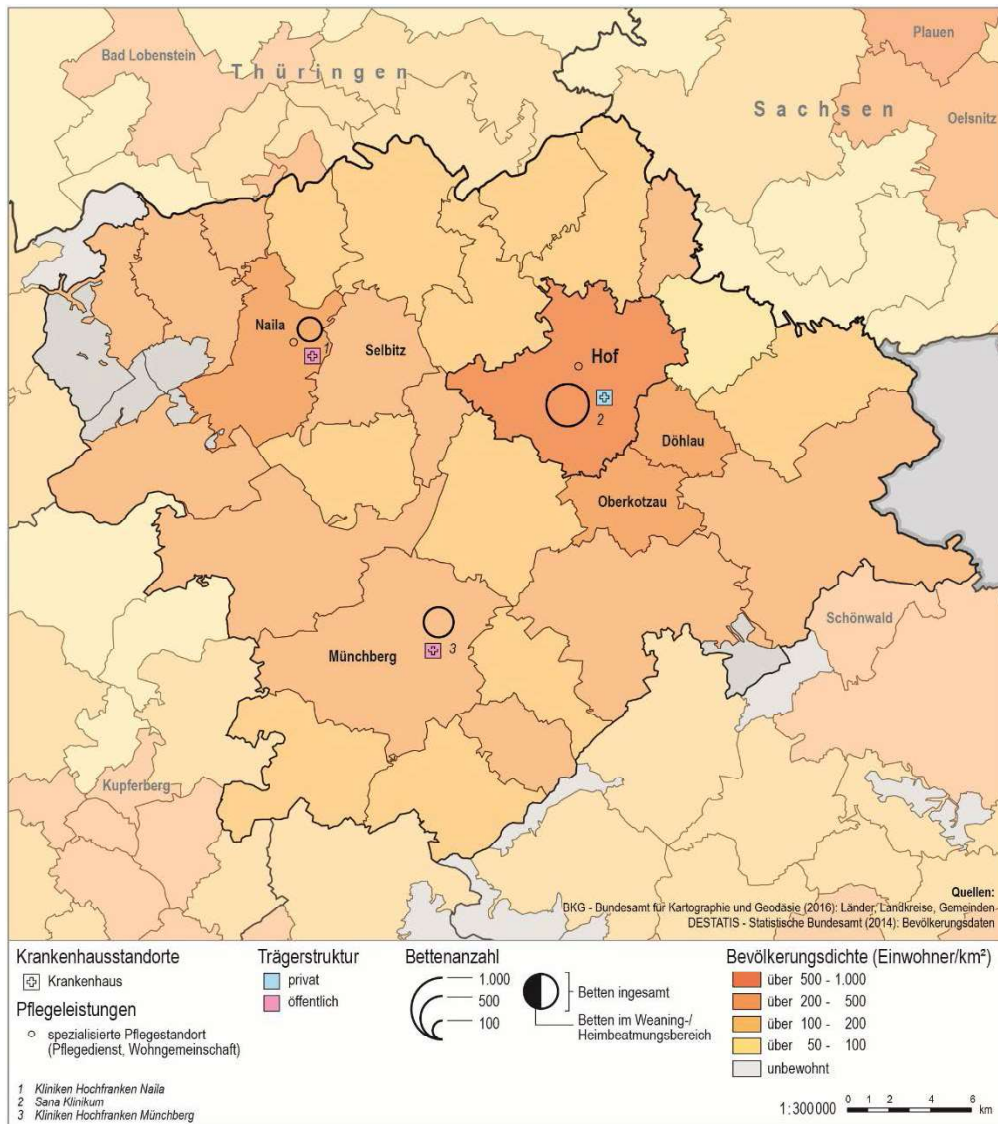 Bad Lobenstein
Thüringen
Plauen
Sachsen
Oelsnitz
Naila
1
Selbitz
Hof
2
Döhlau
Oberkotzau
Schönwald
Münchberg
3
Kupferberg
Quellen:
BKG - Bundesamt für Kartographie und Geodäsie (2016): Länder, Landkreise, Gemeinden
DESTATIS - Statistische Bundesamt (2014): Bevölkerungsdaten
Krankenhausstandorte
Krankenhaus
Pflegeleistungen
spezialisierte Pflegestandort
(Pflegedienst, Wohngemeinschaft)
1 Kliniken Hochfranken Naila
2 Sana Klinikum
3 Kliniken Hochfranken Münchberg
Trägerstruktur
privat
öffentlich
Bettenanzahl
1.000
500
100
Betten ingesamt
Betten im Weaning-/
Heimbeatmungsbereich
Bevölkerungsdichte (Einwohner/km²)
über 500 - 1.000
über 200 - 500
über 100 - 200
über 50 - 100
unbewohnt
1:300000 0 2 4 6
km